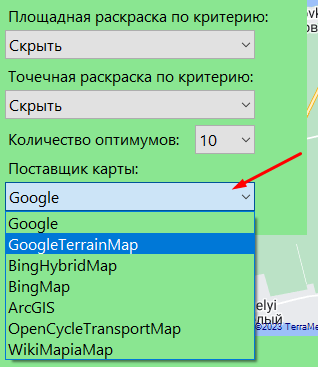 Площадная раскраска по критерию:
Скрыть
Точечная раскраска по критерию:
Скрыть
Количество оптимумов: 10
Поставщик карты:
Google
Google
GoogleTerrainMap
BingHybridMap
BingMap
ArcGIS
OpenCycleTransportMap
WikiMapiaMap
elyi
лый
©2023 TerraMe